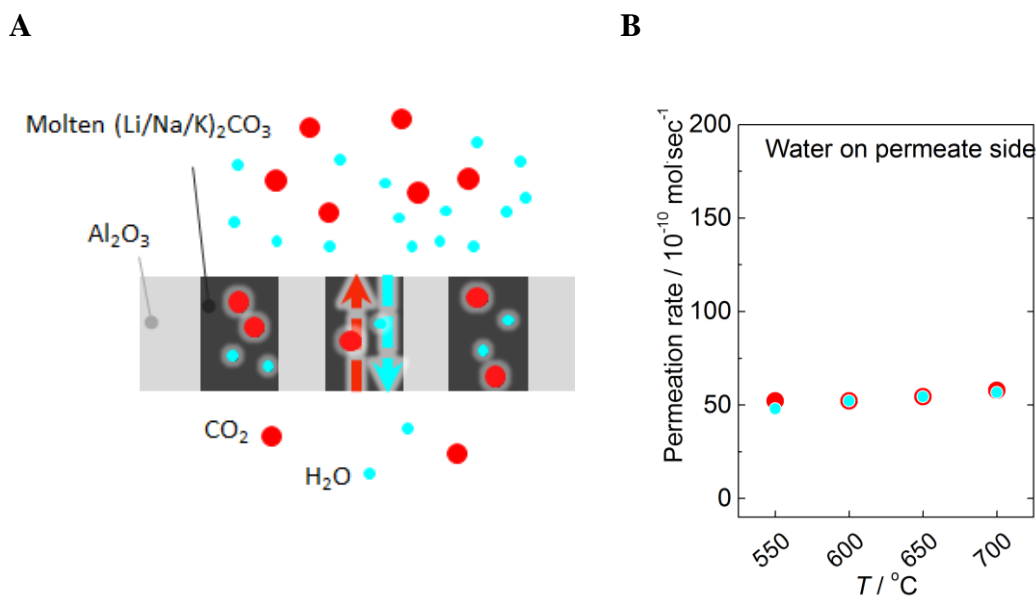 A
B
Molten (Li/Na/K)₂CO₃
Al₂O₃
CO₂
H₂O
Water on permeate side
Permeation rate / 10⁻¹⁰ mol·sec⁻¹
200
150
100
50
0
550
600
650
700
T / °C